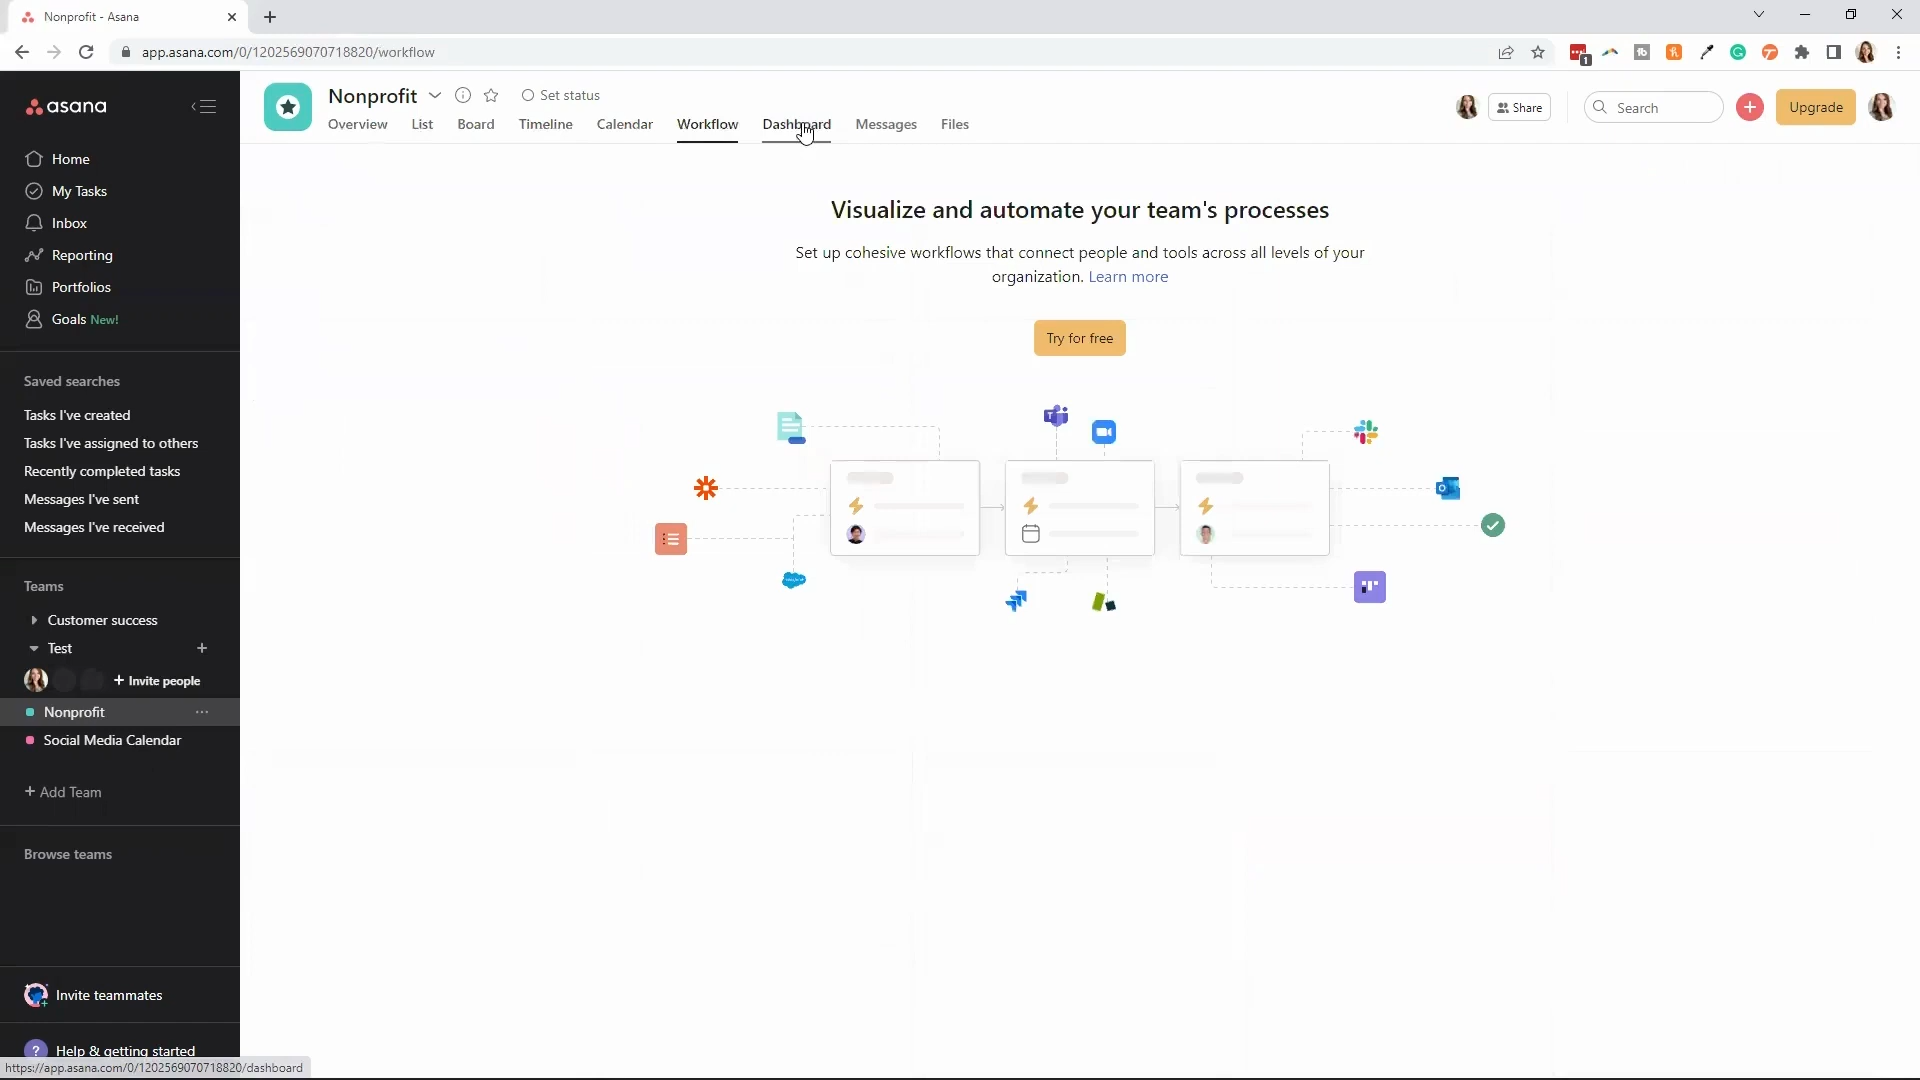 Nonprofit - Asana
app.asana.com/0/1202569070718820/workflow
1
asana
Home
My Tasks
Inbox
Reporting
Portfolios
Goals New!
Saved searches
Tasks I've created
Tasks I've assigned to others
Recently completed tasks
Messages I've sent
Messages I've received
Teams
Customer success
Test
+ Invite people
Nonprofit
Social Media Calendar
+ Add Team
Browse teams
Invite teammates
? Help & getting started
https://app.asana.com/0/1202569070718820/dashboard
Nonprofit
Set status
Share
Search
Upgrade
Overview List Board Timeline Calendar Workflow Dashboard Messages Files
Visualize and automate your team's processes
Set up cohesive workflows that connect people and tools across all levels of your
organization. Learn more
Try for free